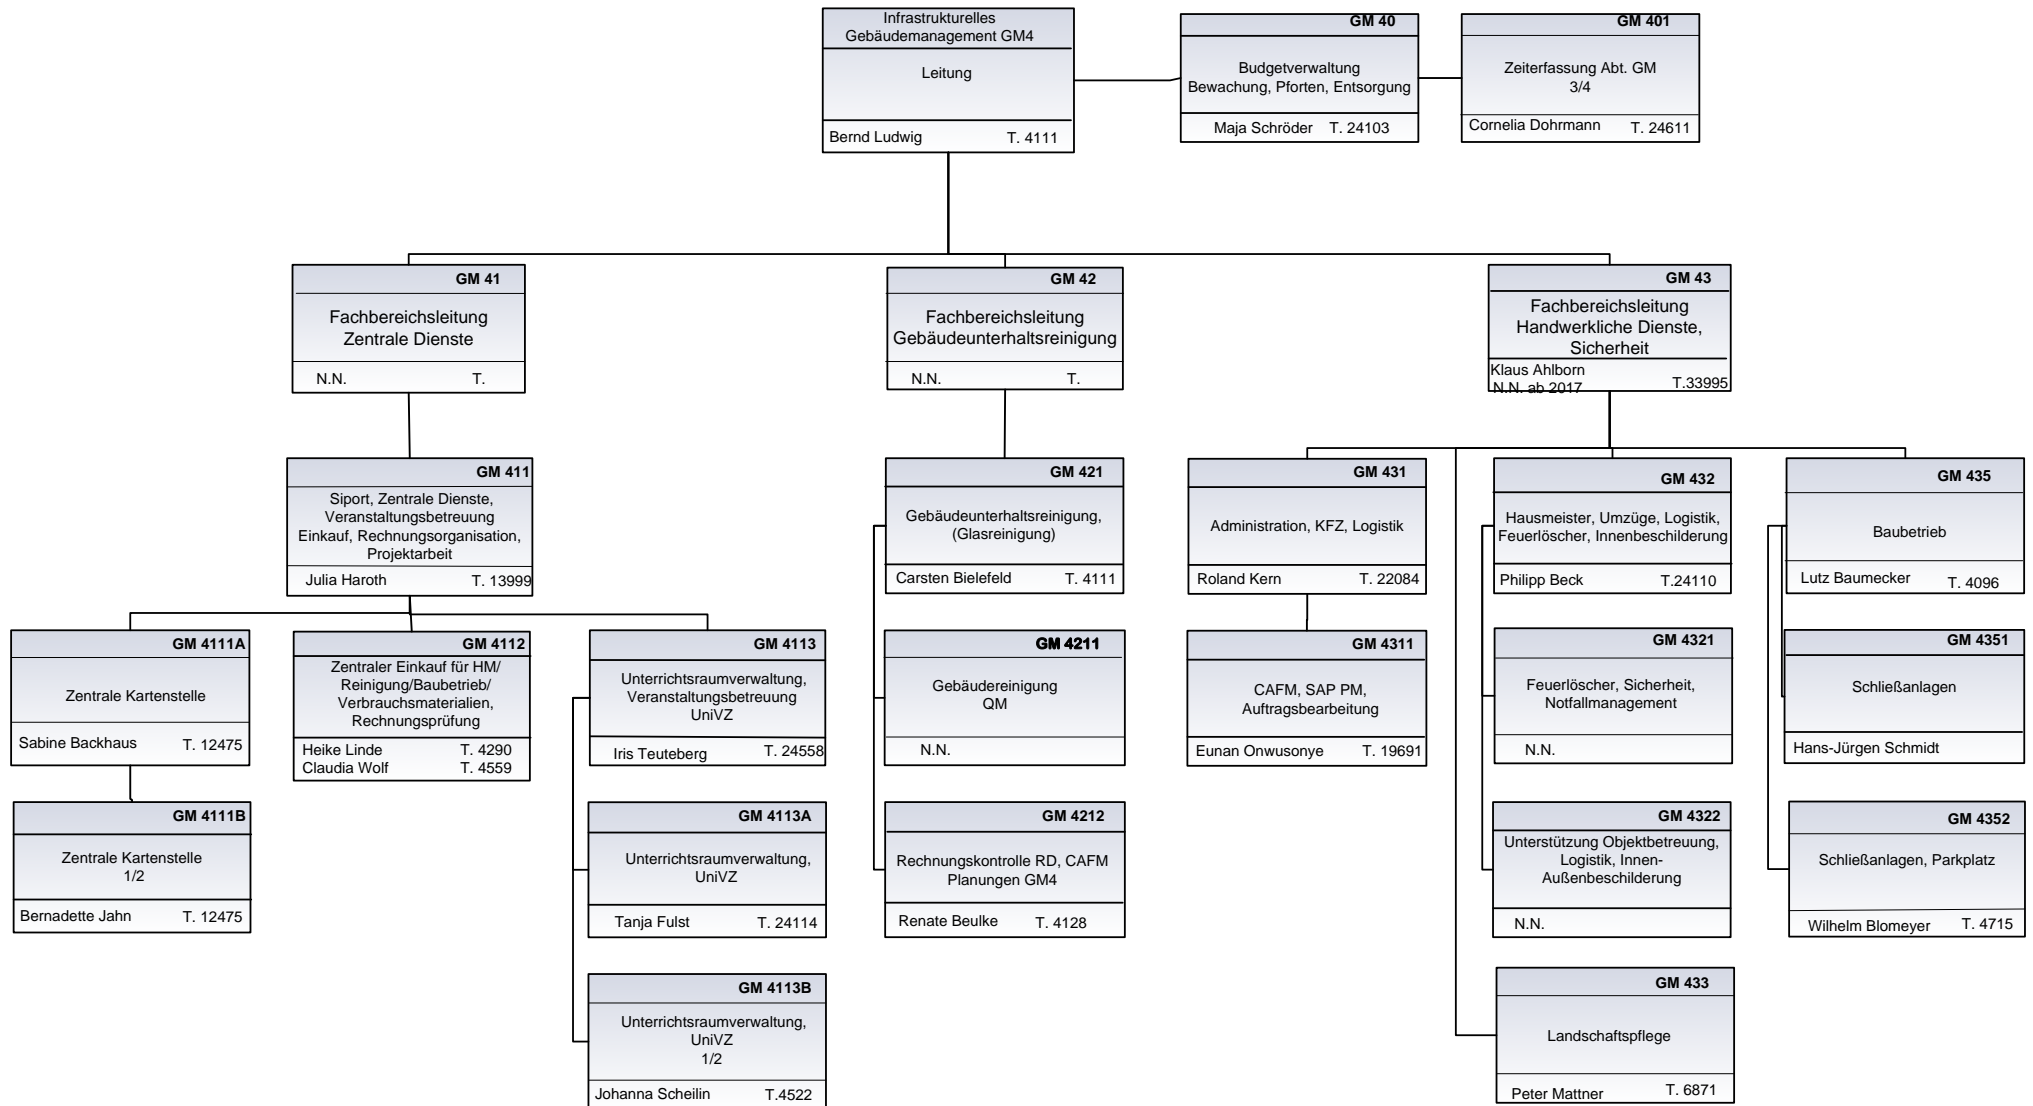 Infrastrukturelles
Gebäudemanagement GM4
Leitung
Bernd Ludwig T. 4111
GM 40
Budgetverwaltung
Bewachung, Pforten, Entsorgung
Maja Schröder T. 24103
GM 401
Zeiterfassung Abt. GM
3/4
Cornelia Dohrmann T. 24611
GM 41
Fachbereichsleitung
Zentrale Dienste
N.N. T.
GM 42
Fachbereichsleitung
Gebäudeunterhaltsreinigung
N.N. T.
GM 43
Fachbereichsleitung
Handwerkliche Dienste,
Sicherheit
Klaus Ahlborn
N.N. ab 2017 T.33995
GM 411
Siport, Zentrale Dienste,
Veranstaltungsbetreuung
Einkauf, Rechnungsorganisation,
Projektarbeit
Julia Haroth T. 13999
GM 421
Gebäudeunterhaltsreinigung,
(Glasreinigung)
Carsten Bielefeld T. 4111
GM 431
Administration, KFZ, Logistik
Roland Kern T. 22084
GM 432
Hausmeister, Umzüge, Logistik,
Feuerlöscher, Innenbeschilderung
Philipp Beck T.24110
GM 435
Baubetrieb
Lutz Baumecker T. 4096
GM 4111A
Zentrale Kartenstelle
Sabine Backhaus T. 12475
GM 4112
Zentraler Einkauf für HM/
Reinigung/Baubetrieb/
Verbrauchsmaterialien,
Rechnungsprüfung
Heike Linde T. 4290
Claudia Wolf T. 4559
GM 4113
Unterrichtsraumverwaltung,
Veranstaltungsbetreuung
UniVZ
Iris Teuteberg T. 24558
GM 4211
Gebäudereinigung
QM
N.N.
GM 4311
CAFM, SAP PM,
Auftragsbearbeitung
Eunan Onwusonye T. 19691
GM 4321
Feuerlöscher, Sicherheit,
Notfallmanagement
N.N.
GM 4351
Schließanlagen
Hans-Jürgen Schmidt
GM 4111B
Zentrale Kartenstelle
1/2
Bernadette Jahn T. 12475
GM 4113A
Unterrichtsraumverwaltung,
UniVZ
Tanja Fulst T. 24114
GM 4212
Rechnungskontrolle RD, CAFM
Planungen GM4
Renate Beulke T. 4128
GM 4322
Unterstützung Objektbetreuung,
Logistik, Innen-
Außenbeschilderung
N.N.
GM 4352
Schließanlagen, Parkplatz
Wilhelm Blomeyer T. 4715
GM 4113B
Unterrichtsraumverwaltung,
UniVZ
1/2
Johanna Scheilin T.4522
GM 433
Landschaftspflege
Peter Mattner T. 6871